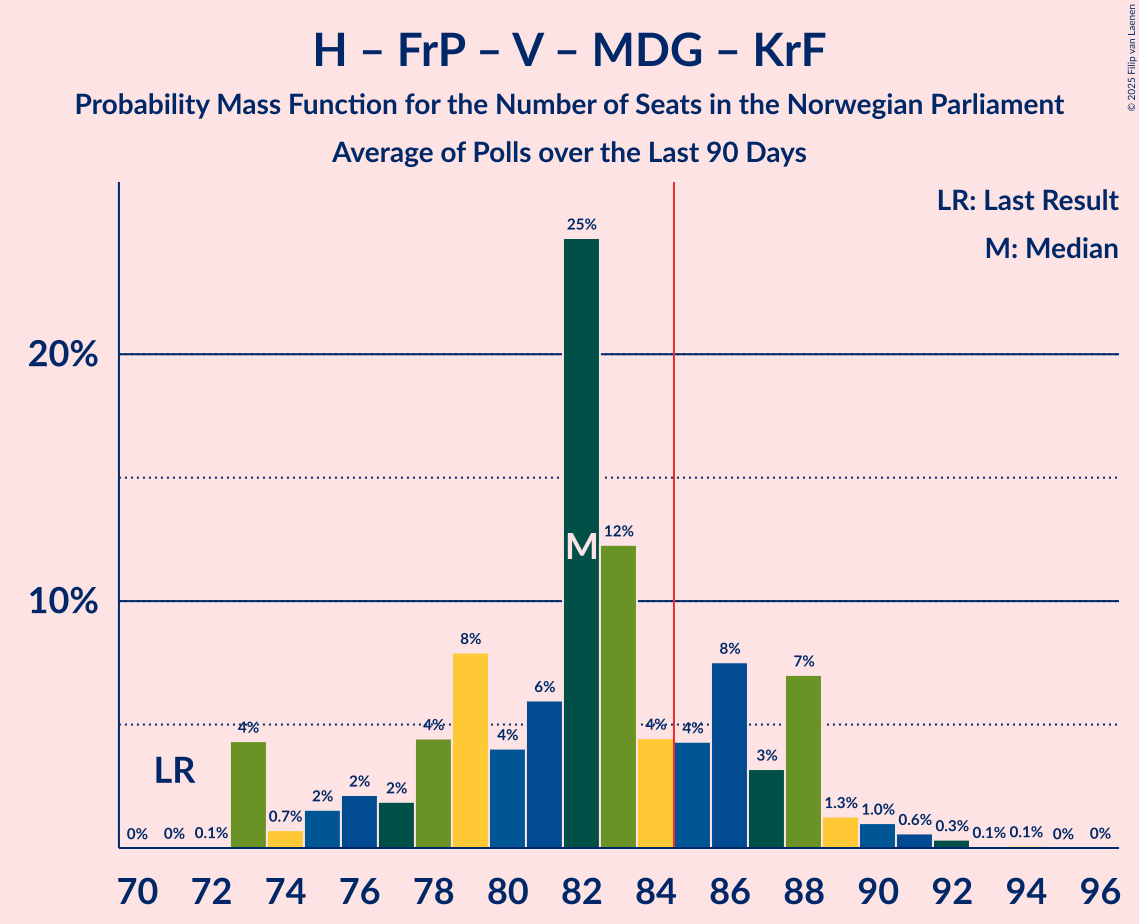 H – FrP – V – MDG – KrF
Probability Mass Function for the Number of Seats in the Norwegian Parliament
Average of Polls over the Last 90 Days
© 2025 Filip van Laenen
LR: Last Result
M: Median
20%
10%
0% 0% 0.1% 4% 0.7% 2% 2% 2% 4% 8% 4% 6% 25% 12% 4% 4% 8% 3% 7% 1.3% 1.0% 0.6% 0.3% 0.1% 0.1% 0% 0%
LR
M
70 72 74 76 78 80 82 84 86 88 90 92 94 96